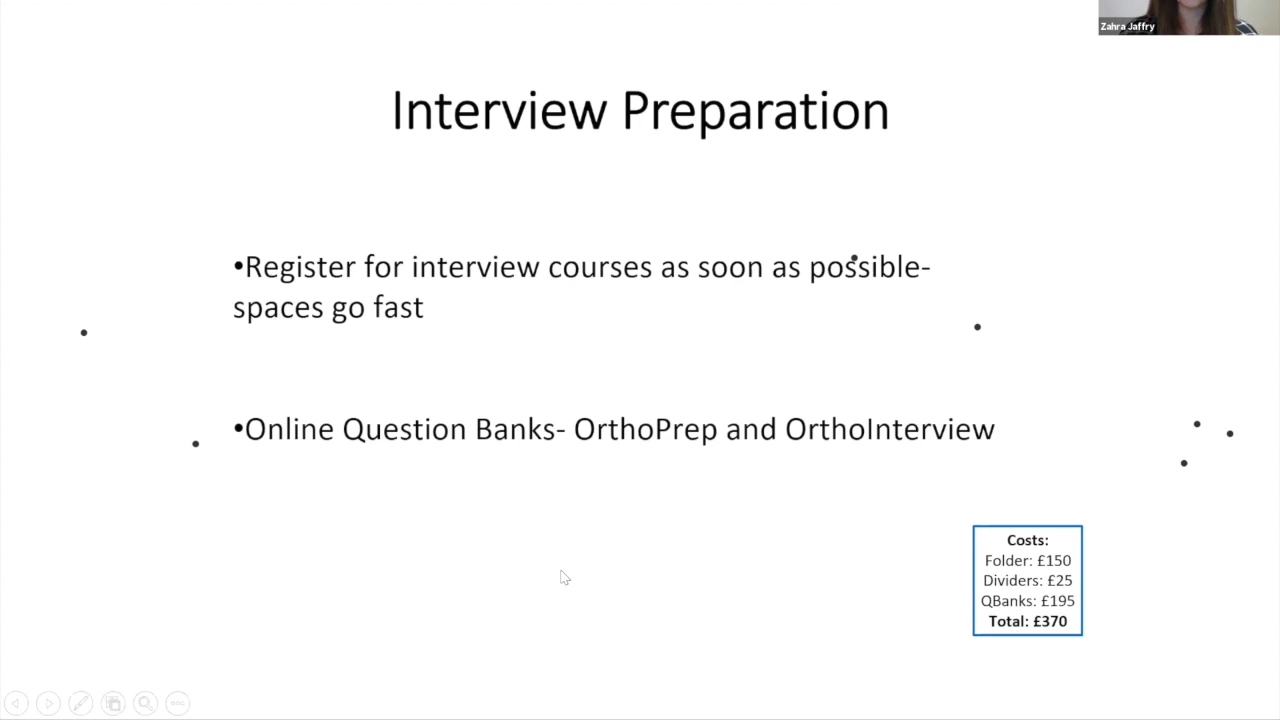 Zahra Jaffry
Interview Preparation
•Register for interview courses as soon as possible-
spaces go fast
•Online Question Banks- OrthoPrep and OrthoInterview
Costs:
Folder: £150
Dividers: £25
QBanks: £195
Total: £370